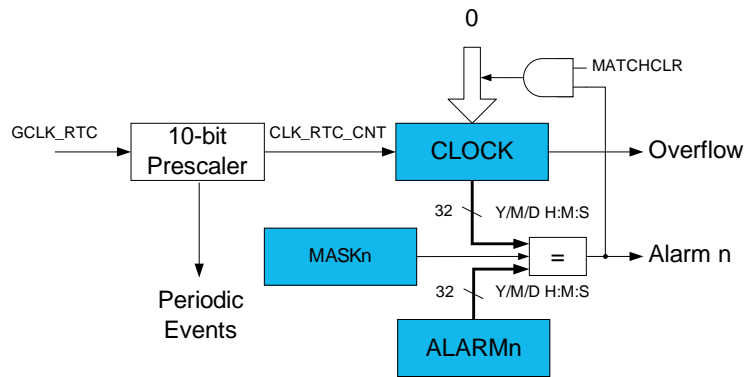 0
MATCHCLR
GCLK_RTC
10-bit
Prescaler
CLK_RTC_CNT
CLOCK
Overflow
32
Y/M/D H:M:S
MASKn
=
Alarm n
32
Y/M/D H:M:S
Periodic
Events
ALARMn